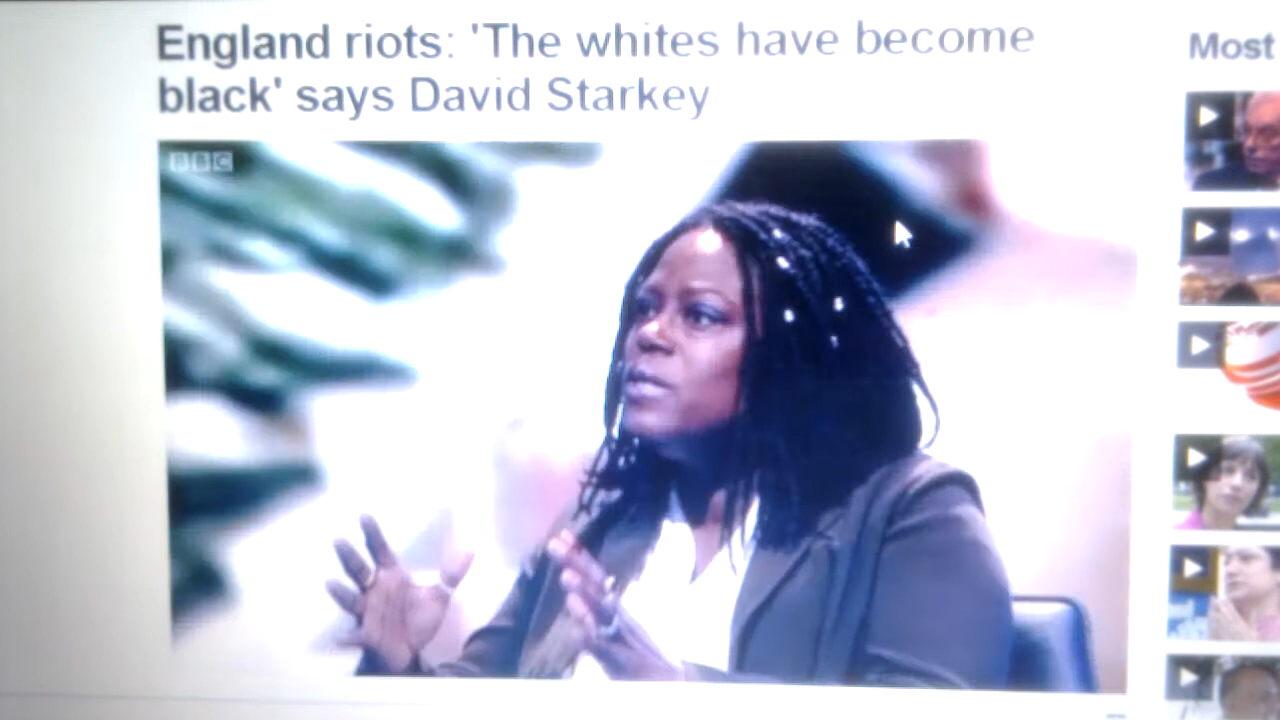 England riots: 'The whites have become
black' says David Starkey
Most
BBC